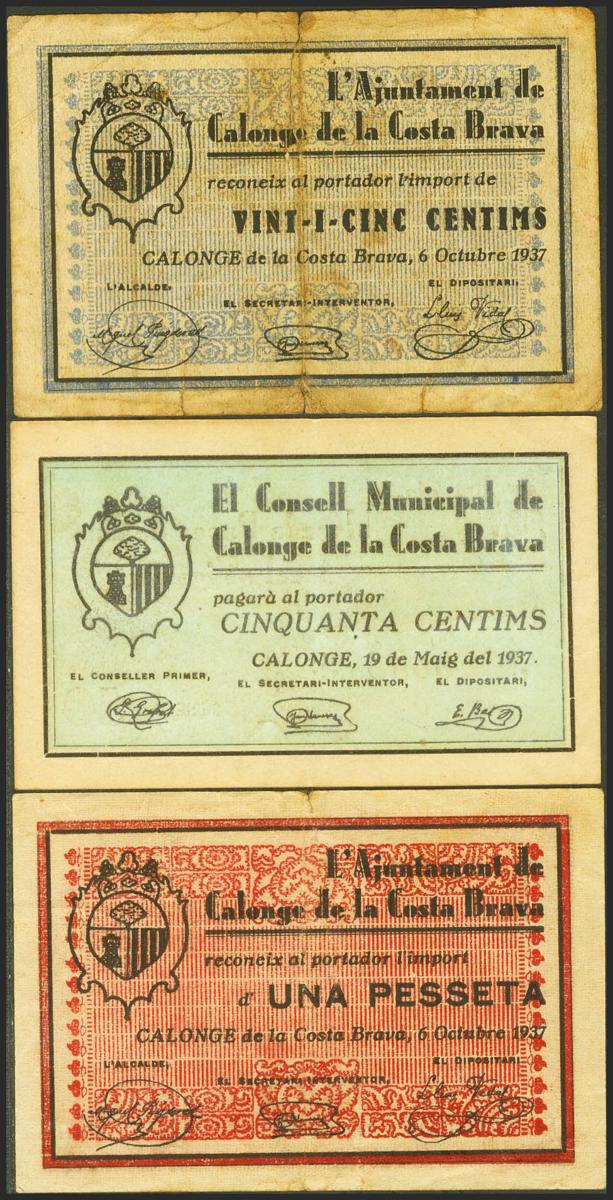 L'Ajuntament de
Calonge de la Costa Brava
reconeix al portador l'import de
VINT-I-CINC CENTIMS
CALONGE de la Costa Brava, 6 Octubre 1937
L'ALCALDE,
EL SECRETARI-INTERVENTOR,
EL DIPOSITARI,
Lluis Vidal
El Consell Municipal de
Calonge de la Costa Brava
pagarà al portador
CINQUANTA CENTIMS
CALONGE, 19 de Maig del 1937.
EL CONSELLER PRIMER,
EL SECRETARI-INTERVENTOR,
EL DIPOSITARI,
L'Ajuntament de
Calonge de la Costa Brava
reconeix al portador l'import
d' UNA PESSETA
CALONGE de la Costa Brava, 6 Octubre 1937
L'ALCALDE,
EL SECRETARI-INTERVENTOR,
EL DIPOSITARI
Lluis Vidal